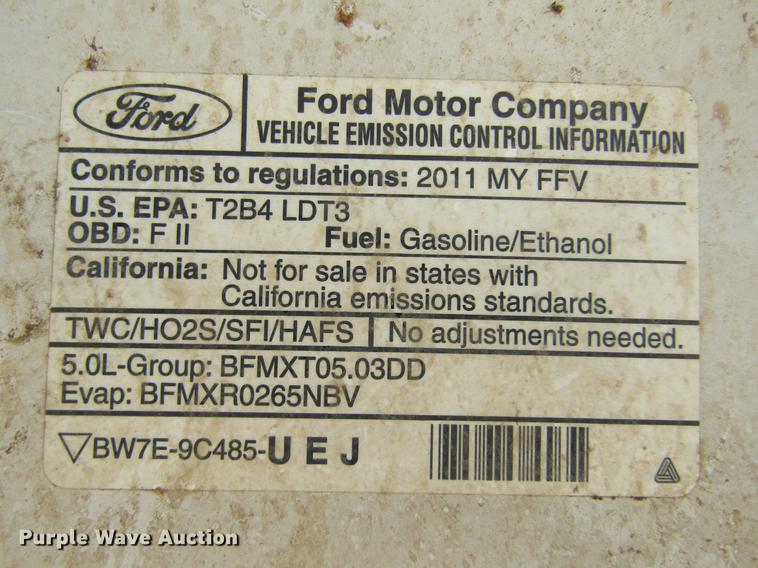 Ford
Ford Motor Company
VEHICLE EMISSION CONTROL INFORMATION
Conforms to regulations: 2011 MY FFV
U.S. EPA: T2B4 LDT3
OBD: F II Fuel: Gasoline/Ethanol
California: Not for sale in states with
California emissions standards.
TWC/HO2S/SFI/HAFS No adjustments needed.
5.0L-Group: BFMXT05.03DD
Evap: BFMXR0265NBV
▽BW7E-9C485-U E J
Purple Wave Auction